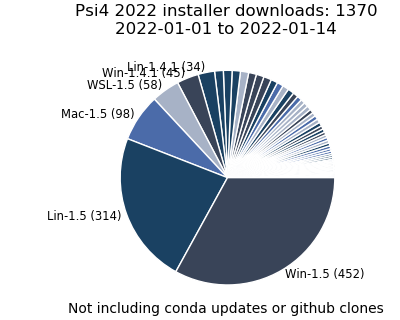 Psi4 2022 installer downloads: 1370
2022-01-01 to 2022-01-14
Lin-1.4.1 (34)
Win-1.4.1 (45)
WSL-1.5 (58)
Mac-1.5 (98)
Lin-1.5 (314)
Win-1.5 (452)
Not including conda updates or github clones